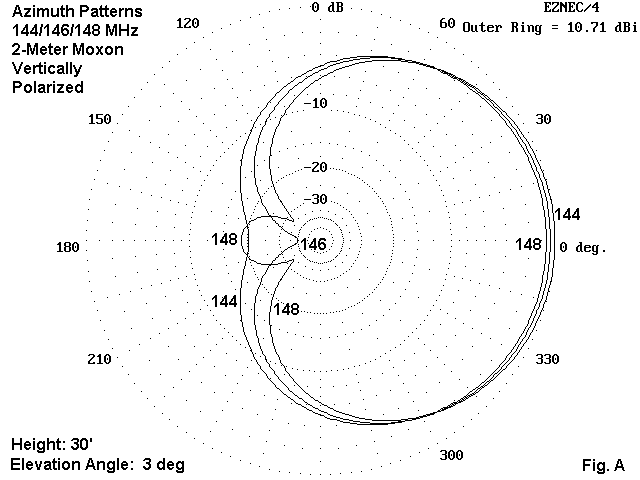 Azimuth Patterns
144/146/148 MHz
2-Meter Moxon
Vertically
Polarized
0 dB
EZNEC/4
Outer Ring = 10.71 dBi
120
60
-10
150
30
-20
-30
144
180
148
146
148
0 deg.
144
148
210
330
300
Height: 30'
Elevation Angle: 3 deg
Fig. A